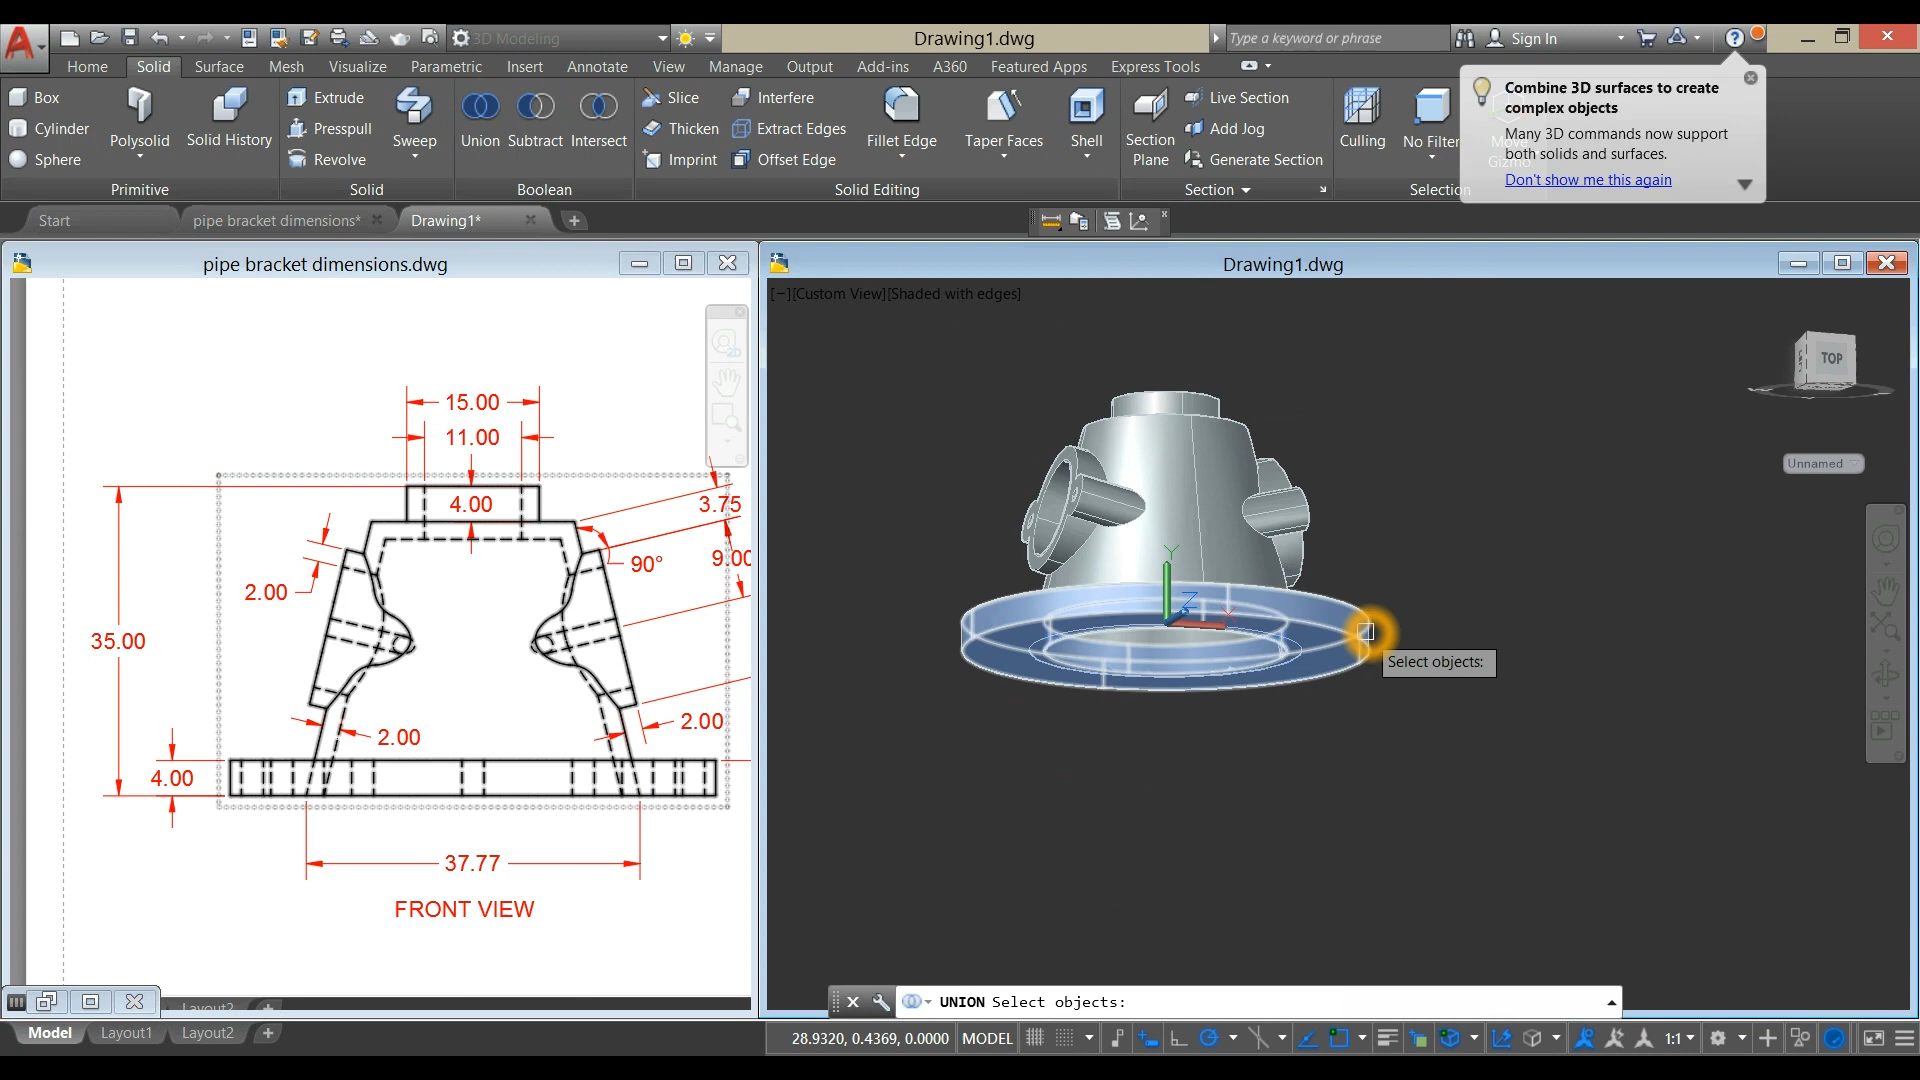 3D Modeling
Drawing1.dwg
Type a keyword or phrase
Sign In
Home Solid Surface Mesh Visualize Parametric Insert Annotate View Manage Output Add-ins A360 Featured Apps Express Tools
Box
Cylinder
Sphere
Polysolid
Solid History
Primitive
Extrude
Presspull
Revolve
Sweep
Solid
Union
Subtract
Intersect
Boolean
Slice
Thicken
Imprint
Interfere
Extract Edges
Offset Edge
Fillet Edge
Taper Faces
Shell
Solid Editing
Section
Plane
Live Section
Add Jog
Generate Section
Section
Culling
No Filter
Move
Selection
Combine 3D surfaces to create
complex objects
Many 3D commands now support
both solids and surfaces.
Don't show me this again
Start
pipe bracket dimensions*
Drawing1*
pipe bracket dimensions.dwg
2D
15.00
11.00
4.00
3.75
90°
9.00
2.00
35.00
2.00
2.00
4.00
37.77
FRONT VIEW
Layout2
Drawing1.dwg
[−][Custom View][Shaded with edges]
TOP
Unnamed
Y
Z
X
Select objects:
UNION Select objects:
Model Layout1 Layout2
28.9320, 0.4369, 0.0000 MODEL
1:1